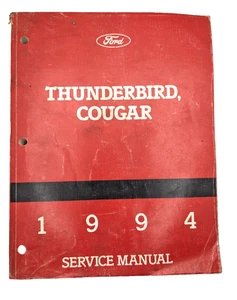 Ford
THUNDERBIRD,
COUGAR
1 9 9 4
SERVICE MANUAL